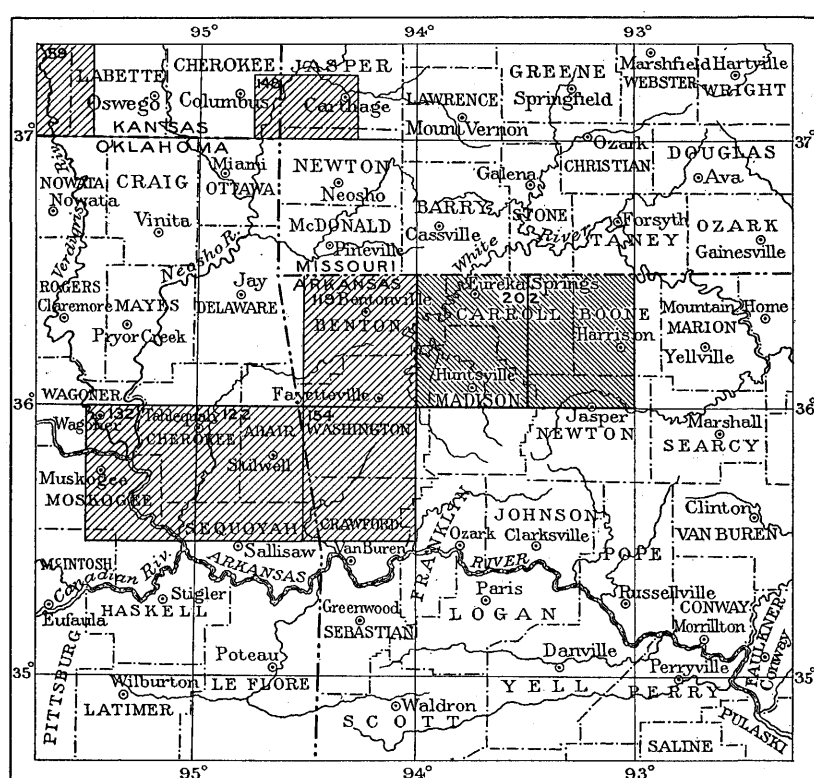 95° 94° 93°
59
LABETTE
Oswego
CHEROKEE
Columbus
JASPER
148
Carthage
LAWRENCE
Mount Vernon
GREENE
Springfield
Marshfield
WEBSTER
Hartville
WRIGHT
37° 37°
KANSAS
OKLAHOMA
NOWATA
Nowata
Verdigris Riv.
CRAIG
Vinita
Miami
OTTAWA
NEWTON
Neosho
McDONALD
Pineville
BARRY
Cassville
Galena
STONE
Ozark
CHRISTIAN
DOUGLAS
Ava
Forsyth
TANEY
OZARK
Gainesville
White River
Neosho R.
MISSOURI
ARKANSAS
ROGERS
Claremore
MAYES
Pryor Creek
Jay
DELAWARE
119 Bentonville
BENTON
Eureka Springs
202
CARROLL
BOONE
Harrison
Mountain Home
MARION
Yellville
Huntsville
MADISON
Fayetteville
36° 36°
WAGONER
Wagoner
132
Tahlequah
122
CHEROKEE
ADAIR
Stilwell
154
WASHINGTON
Jasper
NEWTON
Marshall
SEARCY
Muskogee
MOSKOGEE
SEQUOYAH
Sallisaw
CRAWFORD
Van Buren
FRANKLYN
Ozark
JOHNSON
Clarksville
POPE
Clinton
VAN BUREN
McINTOSH
Canadian Riv.
ARKANSAS RIVER
Eufaula
Stigler
HASKELL
Greenwood
SEBASTIAN
Paris
LOGAN
Russellville
CONWAY
Morrillton
FAULKNER
Conway
35° 35°
PITTSBURG
Wilburton
LATIMER
Poteau
LE FLORE
Waldron
SCOTT
Danville
YELL
Perryville
PERRY
PULASKI
SALINE
95° 94° 93°